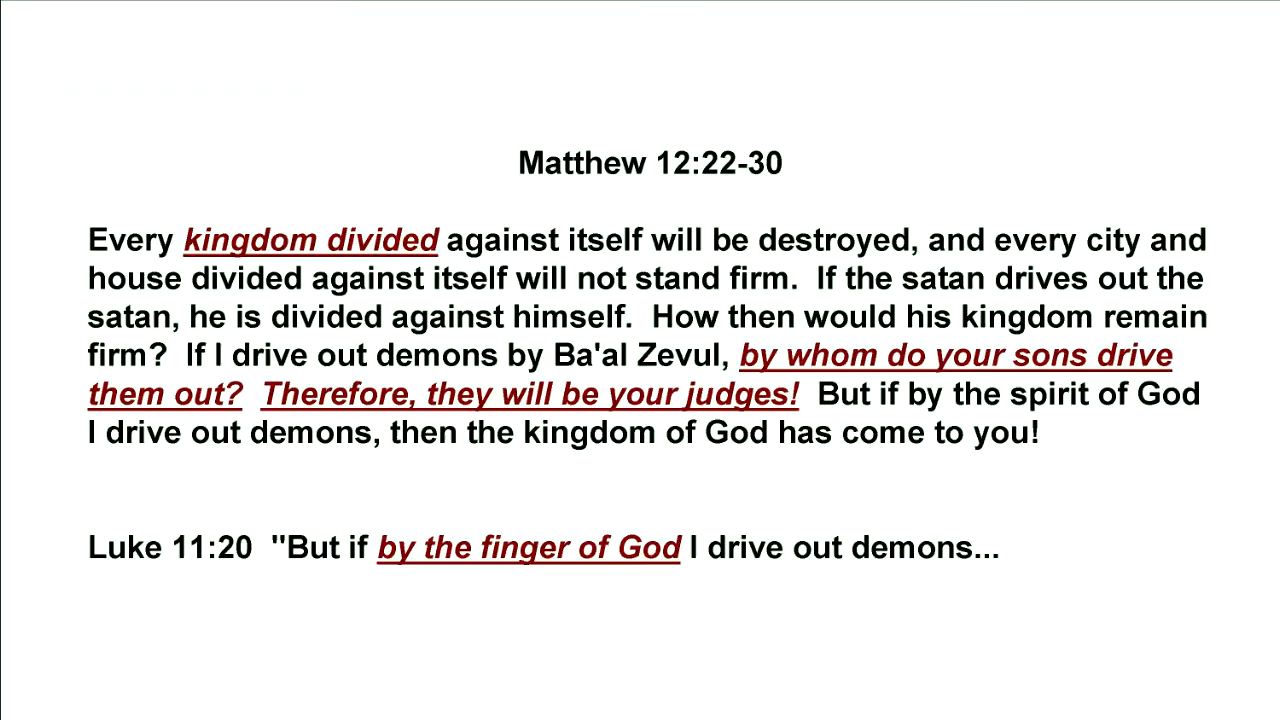 Matthew 12:22-30
Every kingdom divided against itself will be destroyed, and every city and
house divided against itself will not stand firm.  If the satan drives out the
satan, he is divided against himself.  How then would his kingdom remain
firm?  If I drive out demons by Ba'al Zevul, by whom do your sons drive
them out?  Therefore, they will be your judges!  But if by the spirit of God
I drive out demons, then the kingdom of God has come to you!
Luke 11:20  "But if by the finger of God I drive out demons...